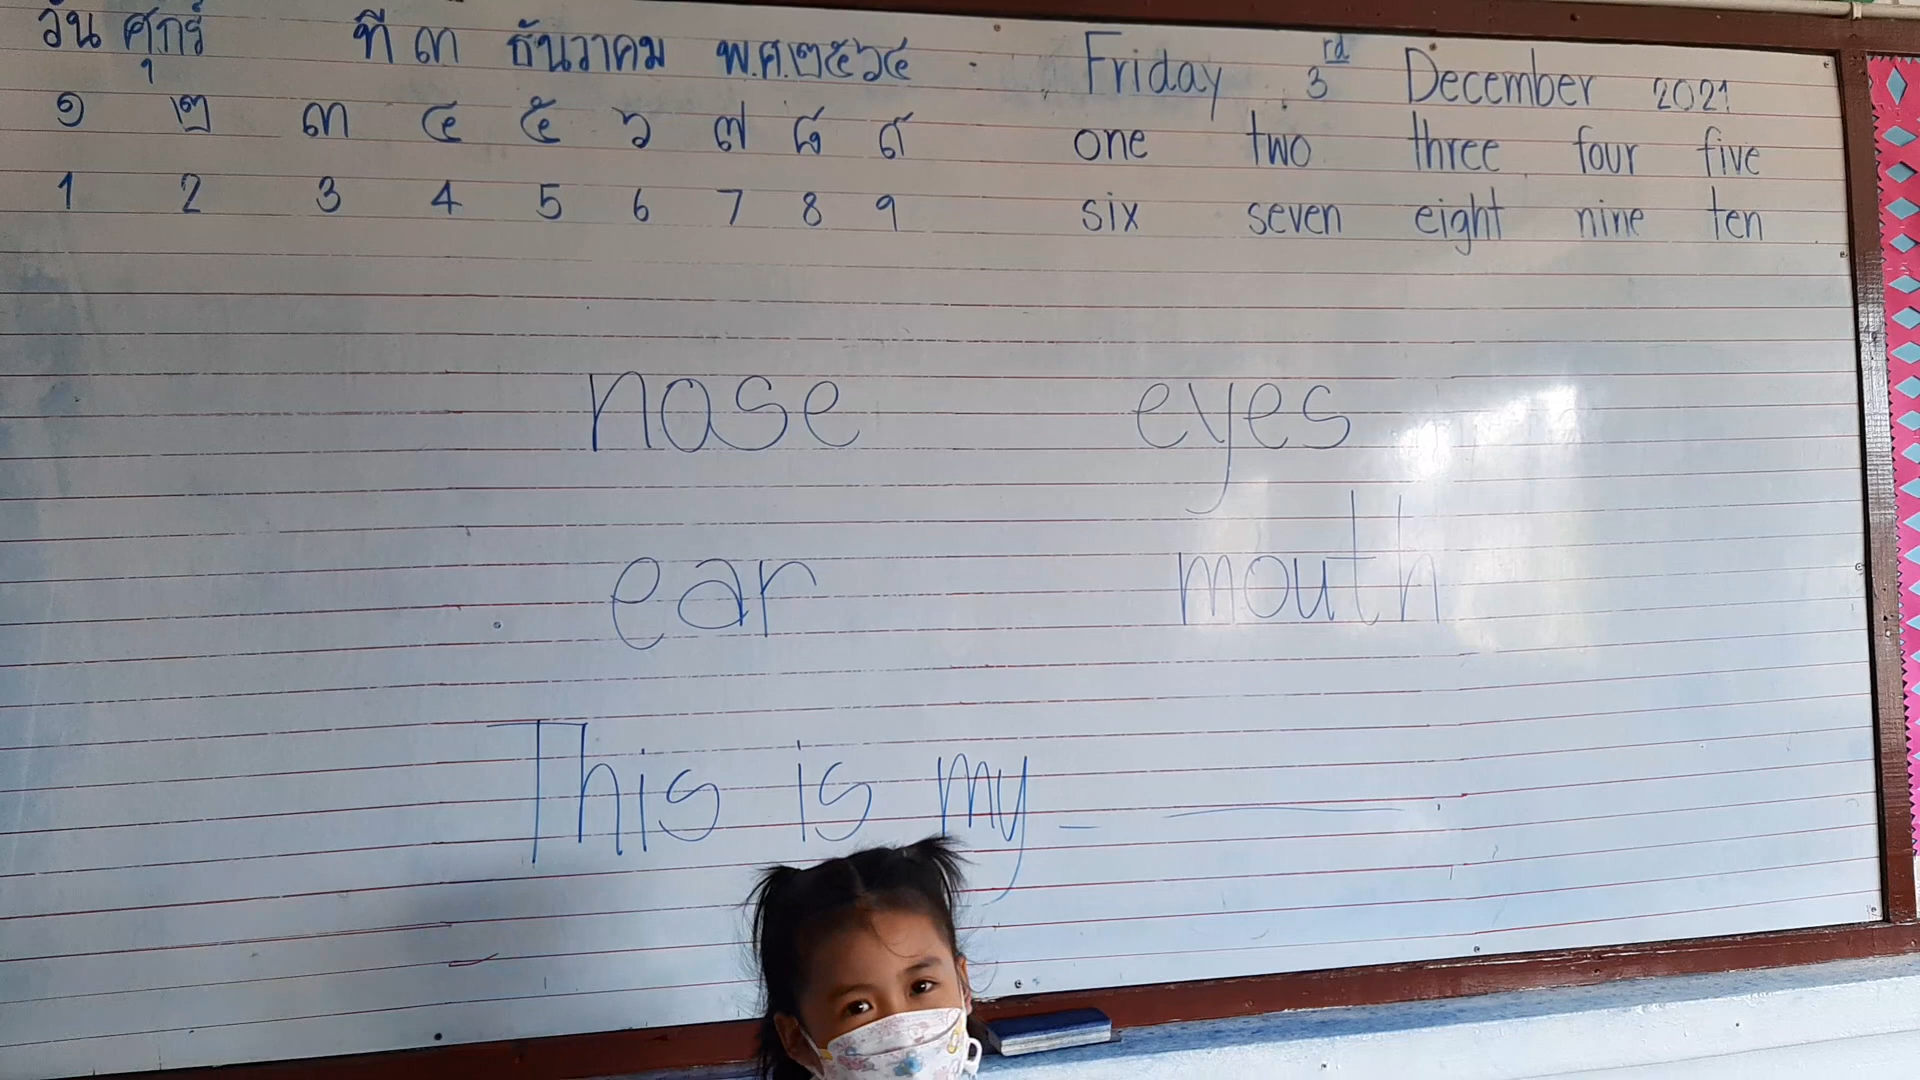 วันศุกร์ ที่ ๓ ธันวาคม พ.ศ.๒๕๖๔
๑ ๒ ๓ ๔ ๕ ๖ ๗ ๘ ๙
1 2 3 4 5 6 7 8 9
Friday 3rd December 2021
one two three four five
six seven eight nine ten
nose eyes
ear mouth
This is my